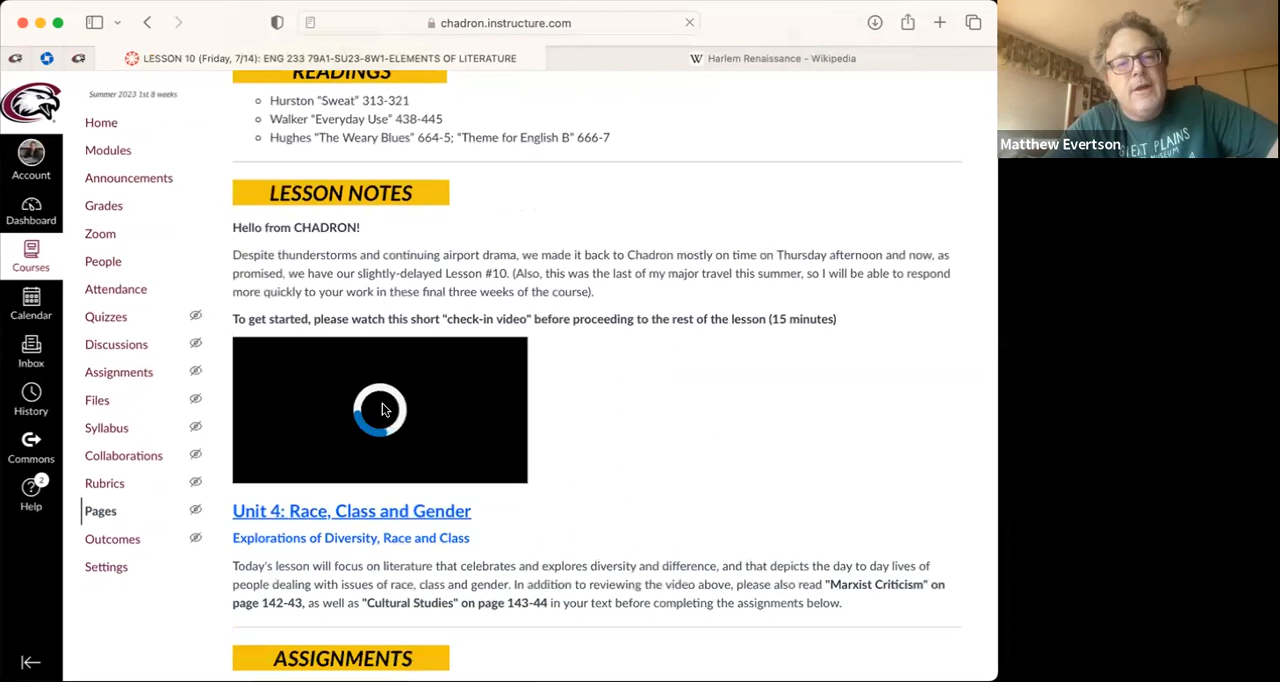 chadron.instructure.com
LESSON 10 (Friday, 7/14): ENG 233 79A1-SU23-8W1-ELEMENTS OF LITERATURE
Harlem Renaissance - Wikipedia
Matthew Evertson
GREAT PLAINS
MUSEUM
Account
Dashboard
Courses
Calendar
Inbox
History
Commons
2
Help
Summer 2023 1st 8 weeks
Home
Modules
Announcements
Grades
Zoom
People
Attendance
Quizzes
Discussions
Assignments
Files
Syllabus
Collaborations
Rubrics
Pages
Outcomes
Settings
READINGS
Hurston “Sweat” 313-321
Walker “Everyday Use” 438-445
Hughes “The Weary Blues” 664-5; “Theme for English B” 666-7
LESSON NOTES
Hello from CHADRON!
Despite thunderstorms and continuing airport drama, we made it back to Chadron mostly on time on Thursday afternoon and now, as
promised, we have our slightly-delayed Lesson #10. (Also, this was the last of my major travel this summer, so I will be able to respond
more quickly to your work in these final three weeks of the course).
To get started, please watch this short "check-in video" before proceeding to the rest of the lesson (15 minutes)
Unit 4: Race, Class and Gender
Explorations of Diversity, Race and Class
Today's lesson will focus on literature that celebrates and explores diversity and difference, and that depicts the day to day lives of
people dealing with issues of race, class and gender. In addition to reviewing the video above, please also read "Marxist Criticism" on
page 142-43, as well as "Cultural Studies" on page 143-44 in your text before completing the assignments below.
ASSIGNMENTS